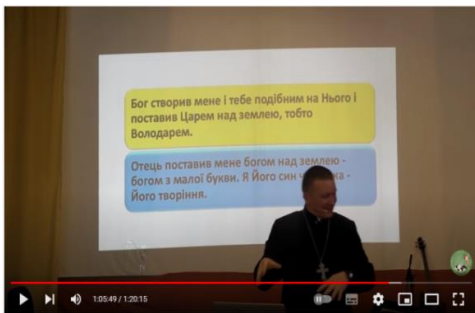 Бог створив мене і тебе подібним на Нього і
поставив Царем над землею, тобто
Володарем.
Отець поставив мене богом над землею -
богом з малої букви. Я Його син на -
Його творіння.
1:05:49 / 1:20:15